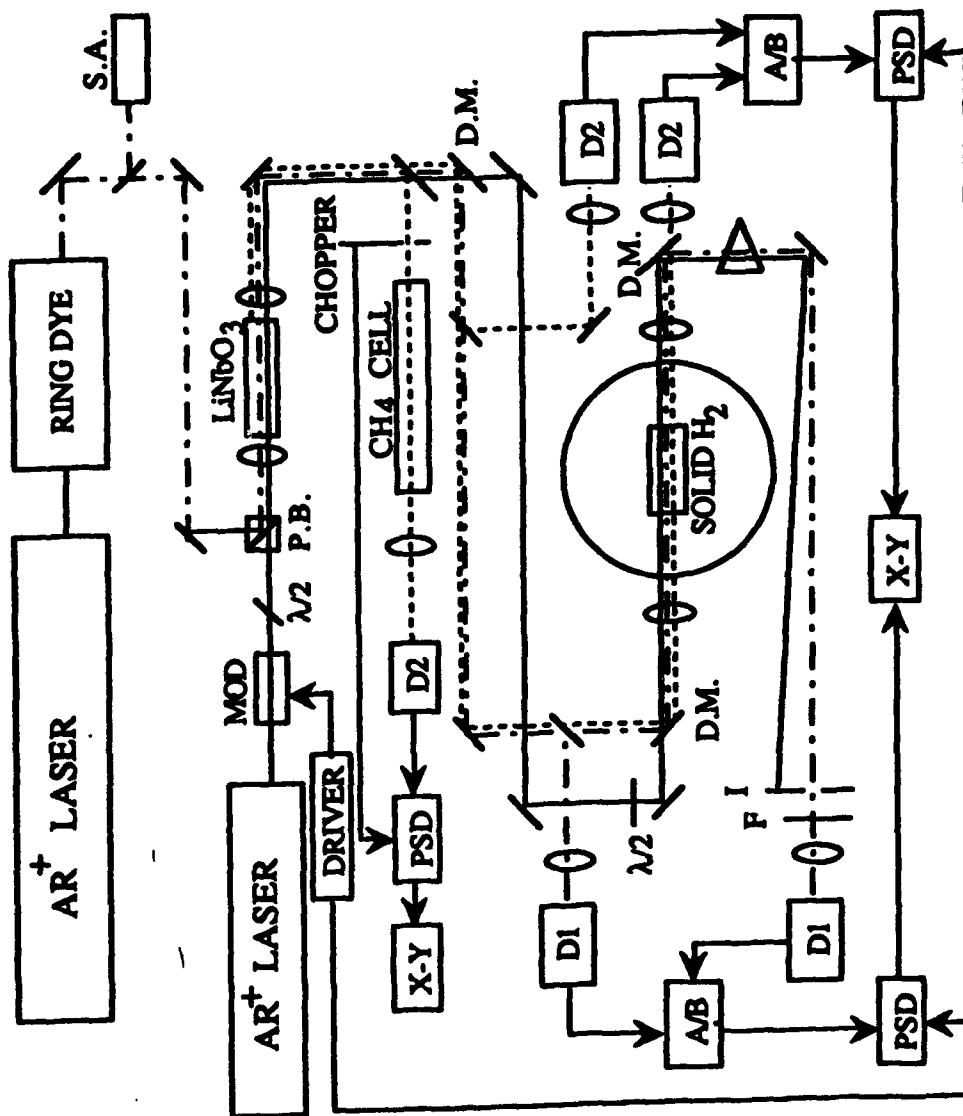 AR⁺ LASER
RING DYE
S.A.
AR⁺ LASER
MOD
λ/2
P.B.
LiNbO₃
DRIVER
CHOPPER
D.M.
X-Y
PSD
D2
CH4 CELL
D1
λ/2
D.M.
SOLID H₂
D.M.
D2
D2
A/B
PSD
F
I
D1
A/B
PSD
X-Y